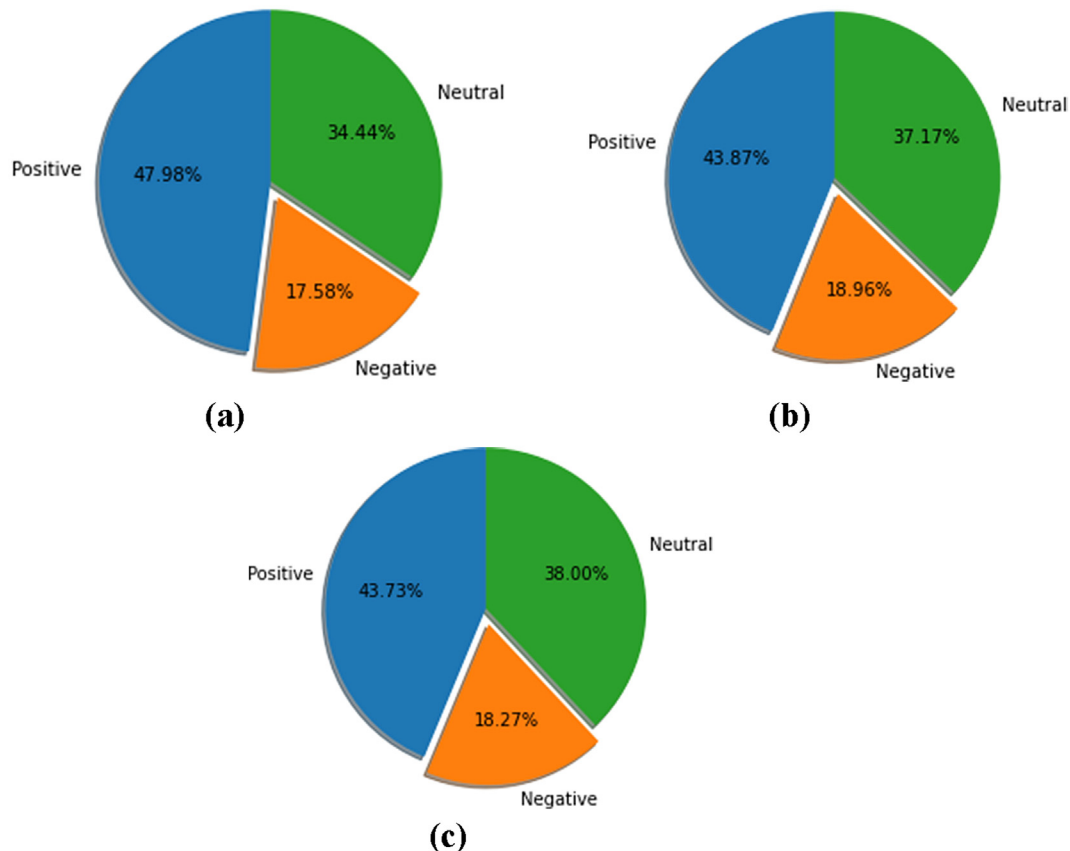 Neutral
34.44%
Positive
47.98%
17.58%
Negative
(a)
Neutral
37.17%
Positive
43.87%
18.96%
Negative
(b)
Neutral
38.00%
Positive
43.73%
18.27%
Negative
(c)